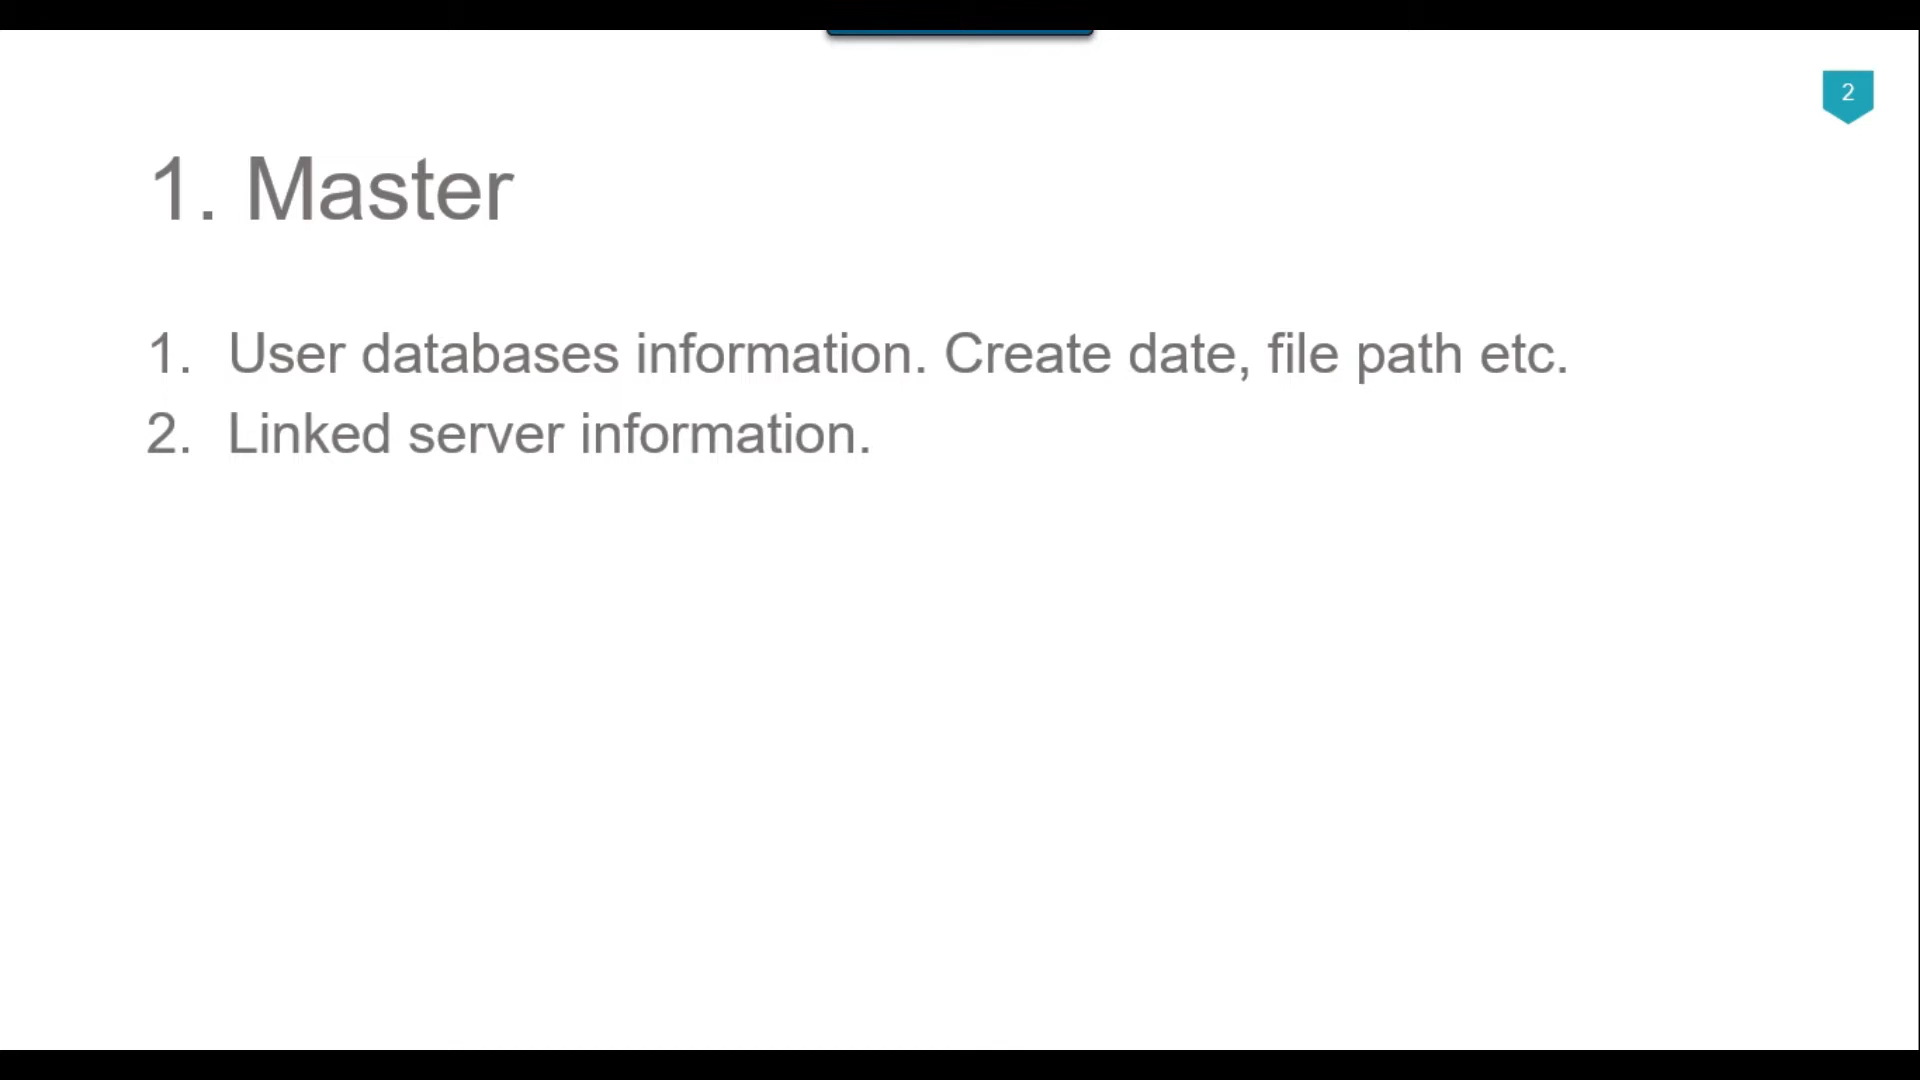 2
1. Master
1. User databases information. Create date, file path etc.
2. Linked server information.